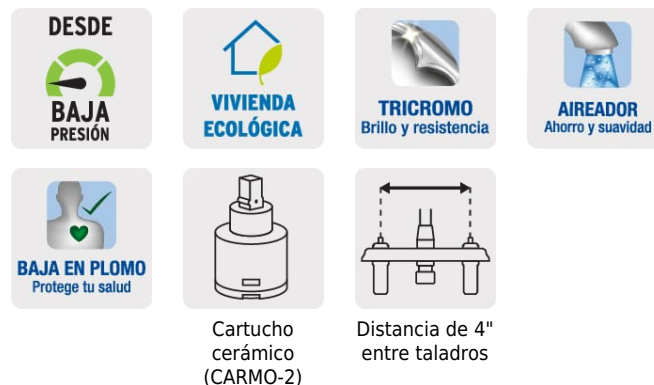 DESDE
BAJA
PRESIÓN
VIVIENDA
ECOLÓGICA
TRICROMO
Brillo y resistencia
AIREADOR
Ahorro y suavidad
BAJA EN PLOMO
Protege tu salud
Cartucho
cerámico
(CARMO-2)
Distancia de 4"
entre taladros